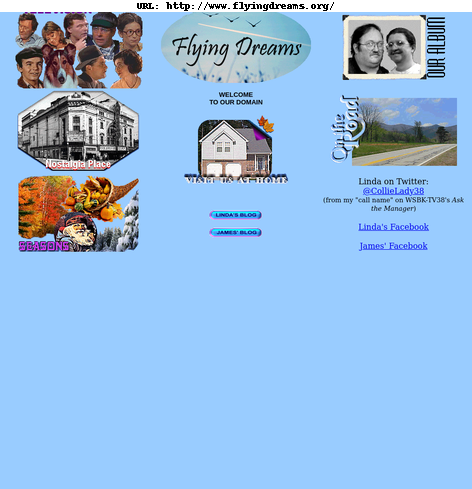 URL: http://www.flyingdreams.org/
Flying Dreams
OUR ALBUM
WELCOME
TO OUR DOMAIN
Nostalgia Place
VISIT US AT HOME
On the Road
Linda on Twitter:
@CollieLady38
(from my "call name" on WSBK-TV38's Ask
the Manager)
SEASONS
LINDA'S BLOG
JAMES' BLOG
Linda's Facebook
James' Facebook